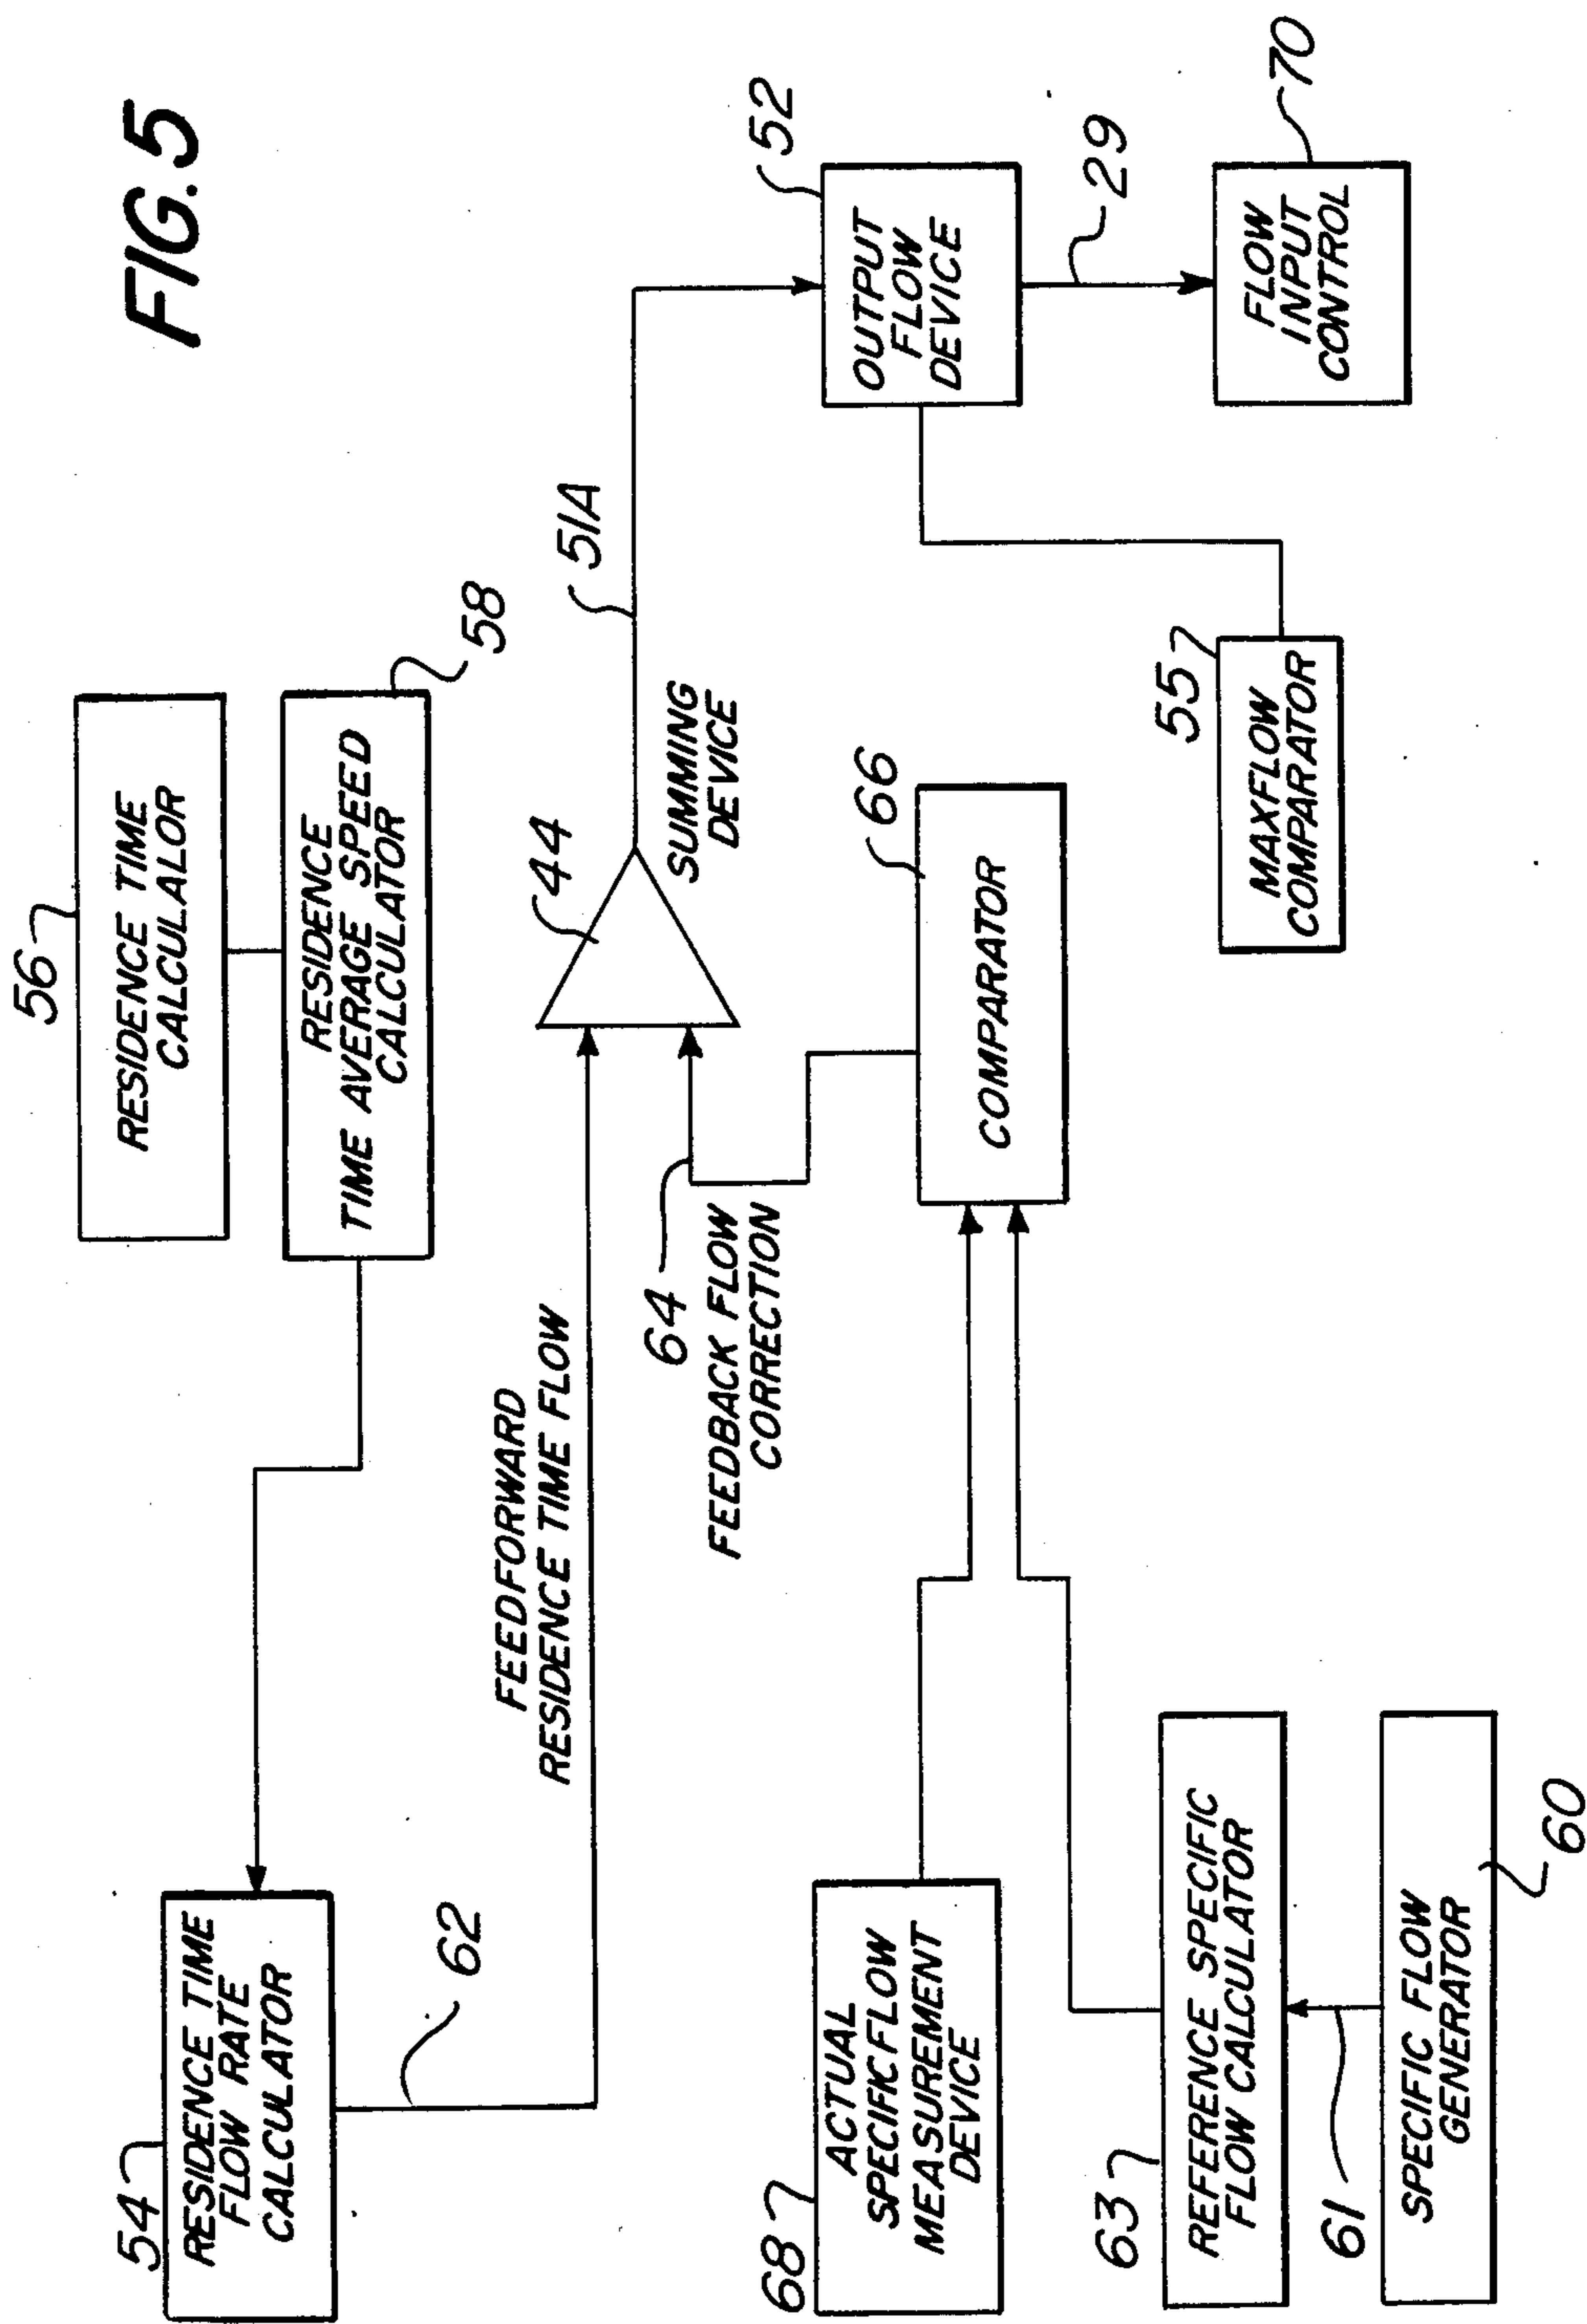 FIG.5
56
RESIDENCE TIME
CALCULALOR
RESIDENCE
TIME AVERAGE SPEED
CALCULATOR
58
54
RESIDENCE TIME
FLOW RATE
CALCULATOR
62
FEEDFORWARD
RESIDENCE TIME FLOW
44
SUMMING
DEVICE
51A
64
FEEDBACK FLOW
CORRECTION
52
OUTPUT
FLOW
DEVICE
29
FLOW
INPUT
CONTROL
70
66
COMPARATOR
55
MAXFLOW
COMPARATOR
68
ACTUAL
SPECIFIC FLOW
MEASUREMENT
DEVICE
63
REFERENCE SPECIFIC
FLOW CALCULATOR
61
SPECIFIC FLOW
GENERATOR
60